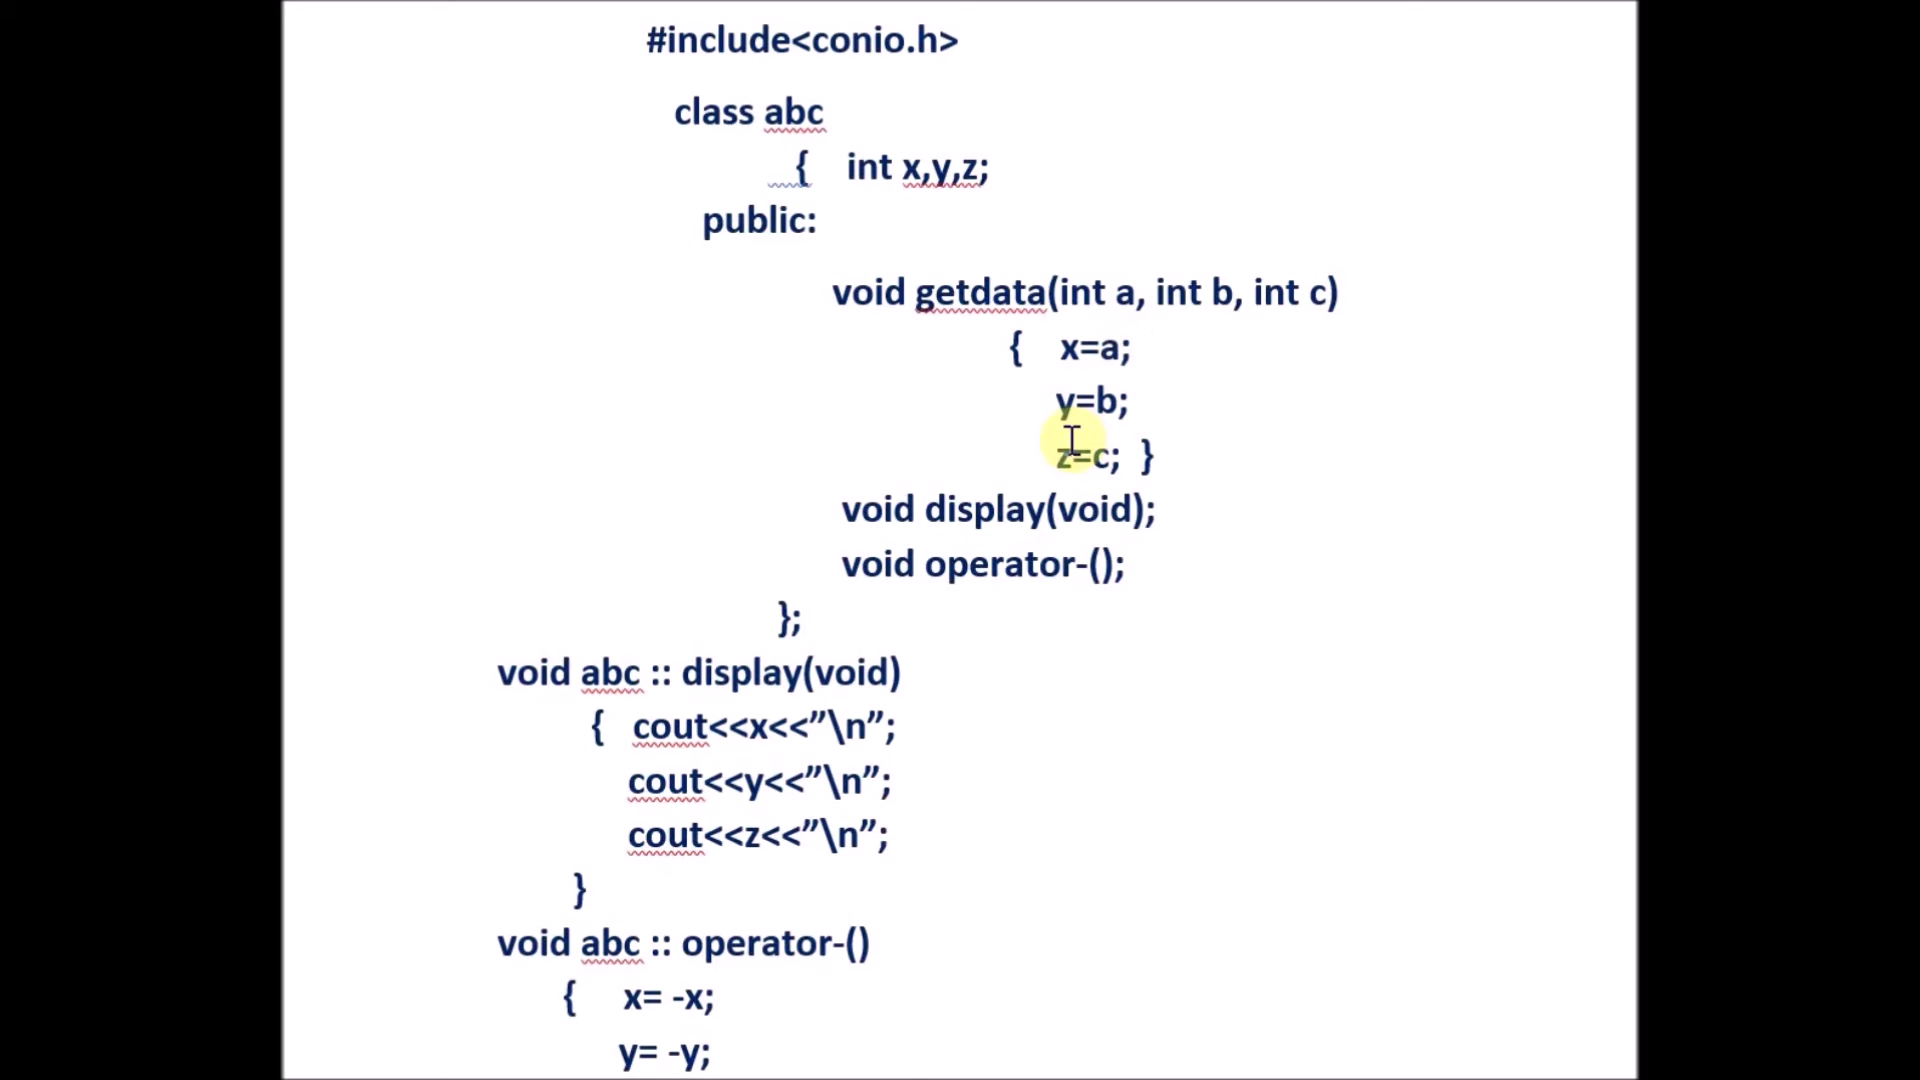 #include<conio.h>
class abc
{ int x,y,z;
public:
void getdata(int a, int b, int c)
{ x=a;
y=b;
z=c; }
void display(void);
void operator-();
};
void abc :: display(void)
{ cout<<x<<”\n”;
cout<<y<<”\n”;
cout<<z<<”\n”;
}
void abc :: operator-()
{ x= -x;
y= -y;